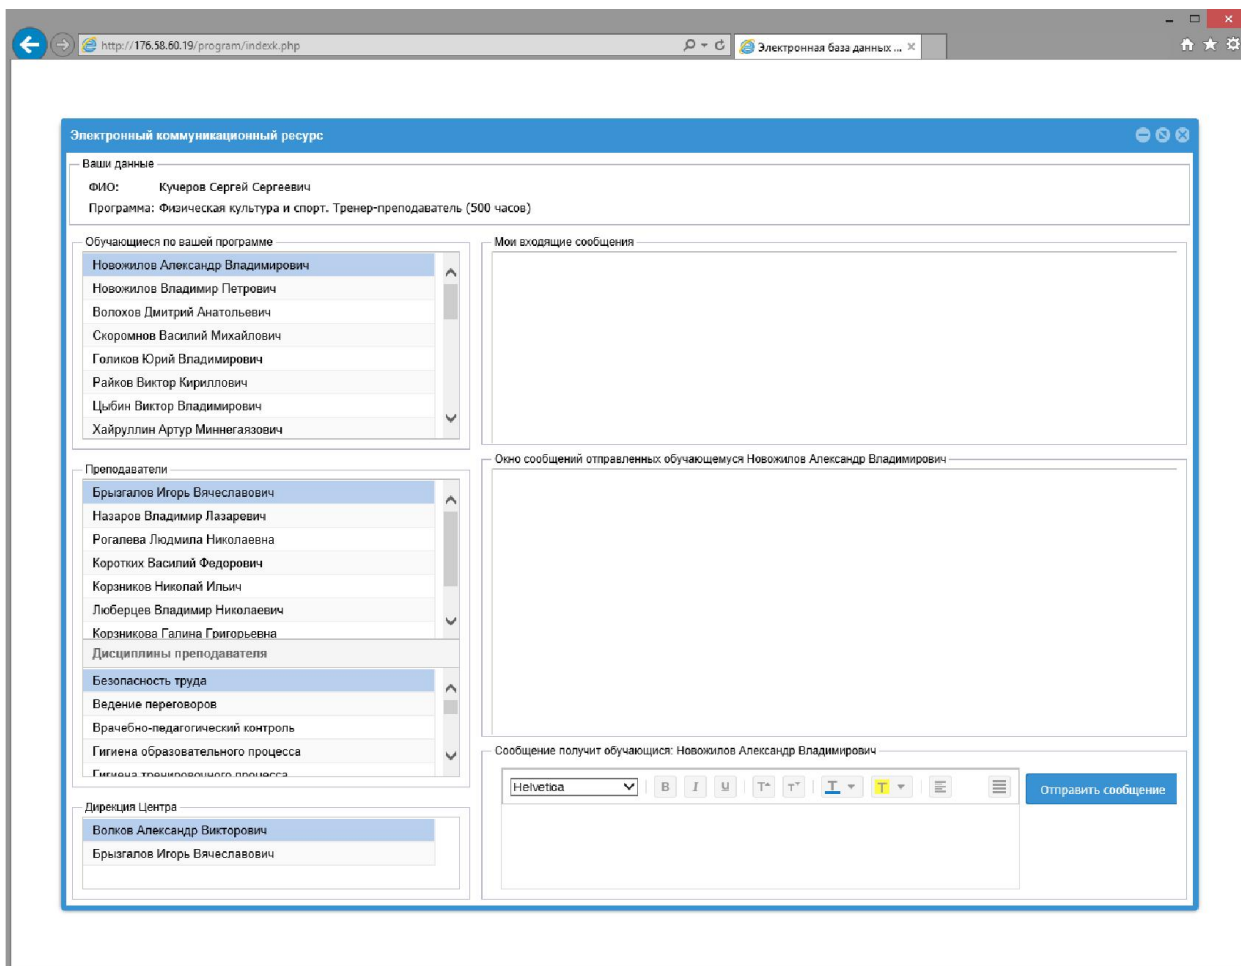 http://176.58.60.19/program/indexk.php
Электронная база данных ...
Электронный коммуникационный ресурс
Ваши данные
ФИО: Кучеров Сергей Сергеевич
Программа: Физическая культура и спорт. Тренер-преподаватель (500 часов)
Обучающиеся по вашей программе
Новожилов Александр Владимирович
Новожилов Владимир Петрович
Волохов Дмитрий Анатольевич
Скоромнов Василий Михайлович
Голиков Юрий Владимирович
Райков Виктор Кириллович
Цыбин Виктор Владимирович
Хайруллин Артур Миннегаязович
Преподаватели
Брызгалов Игорь Вячеславович
Назаров Владимир Лазаревич
Рогалева Людмила Николаевна
Коротких Василий Федорович
Корзников Николай Ильич
Люберцев Владимир Николаевич
Корзникова Галина Григорьевна
Дисциплины преподавателя
Безопасность труда
Ведение переговоров
Врачебно-педагогический контроль
Гигиена образовательного процесса
Гигиена тренировочного процесса
Дирекция Центра
Волков Александр Викторович
Брызгалов Игорь Вячеславович
Мои входящие сообщения
Окно сообщений отправленных обучающемуся Новожилов Александр Владимирович
Сообщение получит обучающися: Новожилов Александр Владимирович
Helvetica B I U T T T T
Отправить сообщение